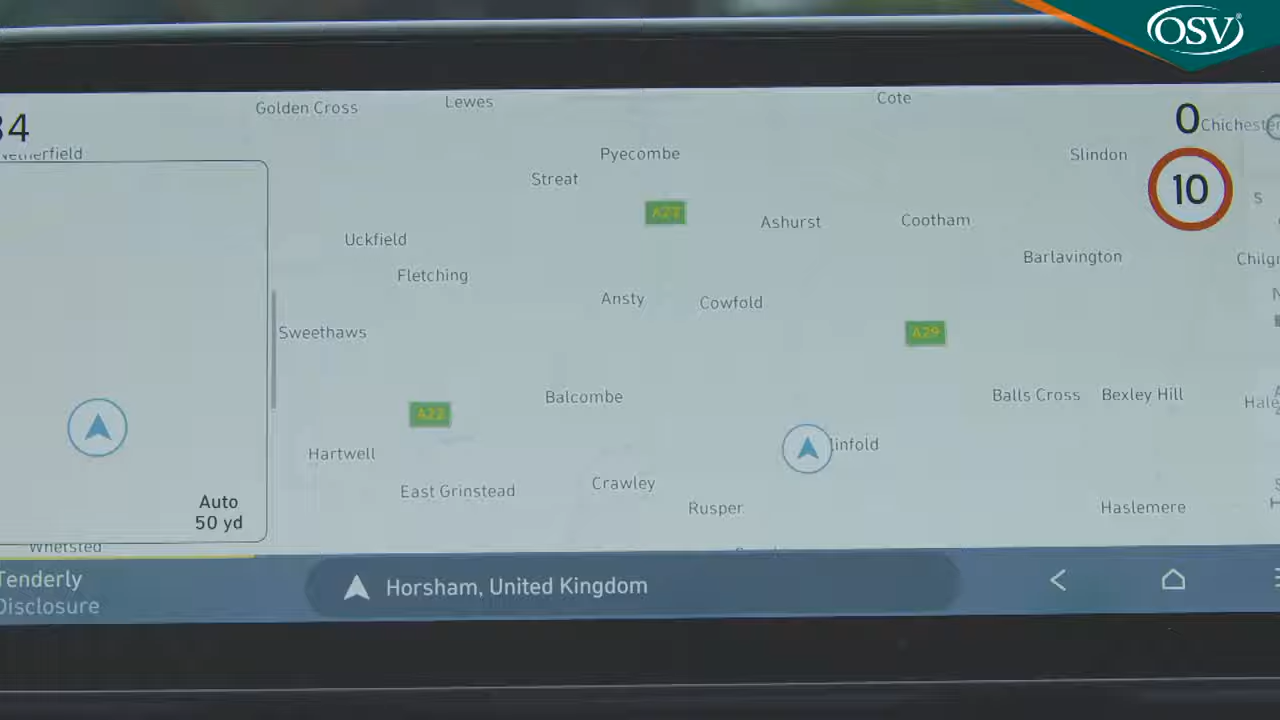 OSV
Golden Cross
Lewes
Cote
0
34
Netherfield
Pyecombe
Slindon
10
Streat
A27
Ashurst
Cootham
S
Uckfield
Barlavington
Fletching
Ansty
Cowfold
Sweethaws
A29
Balcombe
Balls Cross
Bexley Hill
A22
Hartwell
East Grinstead
Crawley
Auto
50 yd
Rusper
Haslemere
Whetsted
Tenderly
Disclosure
Horsham, United Kingdom